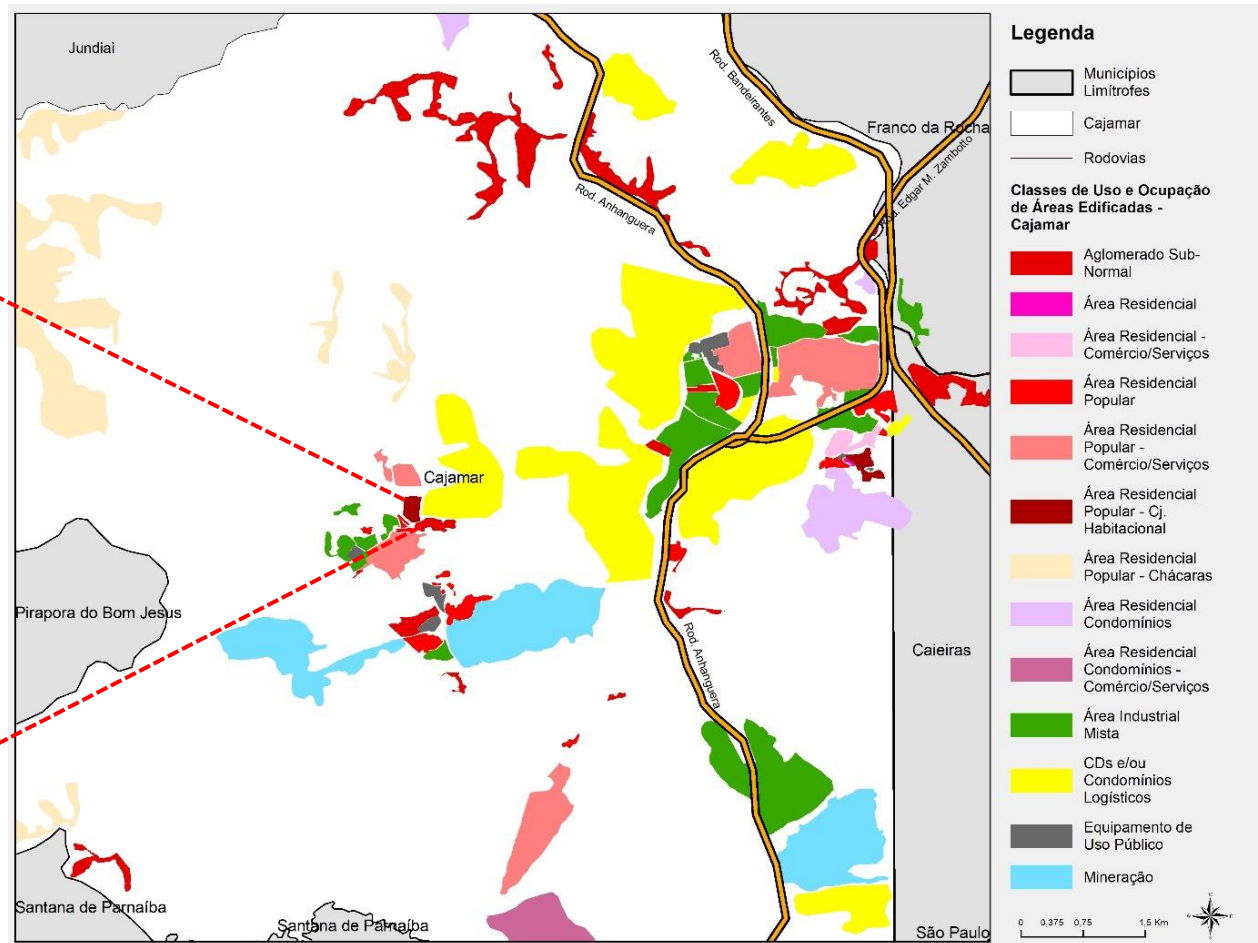 Jundiaì
Rod. Bandeirantes
Franco da Rocha
Rod. Edgar M. Zambotto
Rod. Anhanguera
Cajamar
Pirapora do Bom Jesus
Rod. Anhanguera
Caieiras
Santana de Parnaíba
Santana de Parnaíba
São Paulo
Legenda
Municípios
Limítrofes
Cajamar
Rodovias
Classes de Uso e Ocupação
de Áreas Edificadas -
Cajamar
Aglomerado Sub-
Normal
Área Residencial
Área Residencial -
Comércio/Serviços
Área Residencial
Popular
Área Residencial
Popular -
Comércio/Serviços
Área Residencial
Popular - Cj.
Habitacional
Área Residencial
Popular - Chácaras
Área Residencial
Condomínios
Área Residencial
Condomínios -
Comércio/Serviços
Área Industrial
Mista
CDs e/ou
Condomínios
Logísticos
Equipamento de
Uso Público
Mineração
0 0,375 0,75 1,5 Km